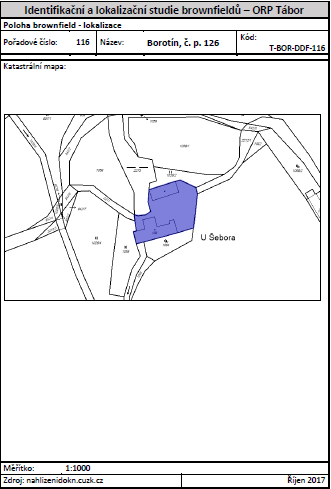 Identifikační a lokalizační studie brownfieldů – ORP Tábor
Poloha brownfield - lokalizace
Pořadové číslo: 116 Název: Borotín, č. p. 126 Kód: T-BOR-DDF-116
Katastrální mapa:
U Šebora
Měřítko: 1:1000
Zdroj: nahlizenidokn.cuzk.cz Říjen 2017